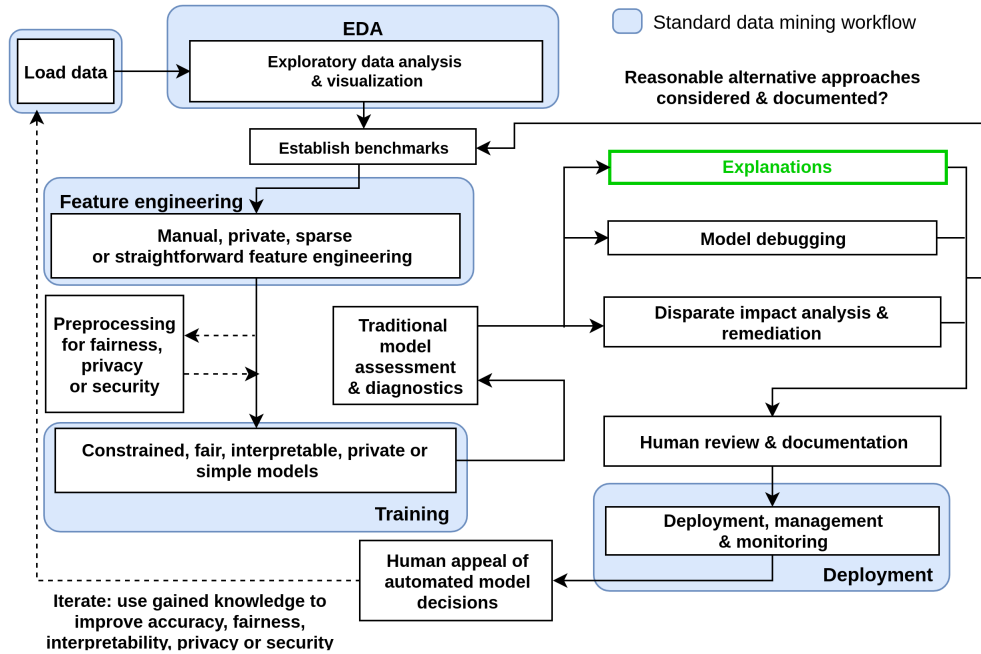 EDA
Standard data mining workflow
Load data
Exploratory data analysis
& visualization
Reasonable alternative approaches
considered & documented?
Establish benchmarks
Explanations
Feature engineering
Manual, private, sparse
or straightforward feature engineering
Model debugging
Preprocessing
for fairness,
privacy
or security
Traditional
model
assessment
& diagnostics
Disparate impact analysis &
remediation
Constrained, fair, interpretable, private or
simple models
Training
Human review & documentation
Deployment, management
& monitoring
Deployment
Human appeal of
automated model
decisions
Iterate: use gained knowledge to
improve accuracy, fairness,
interpretability, privacy or security